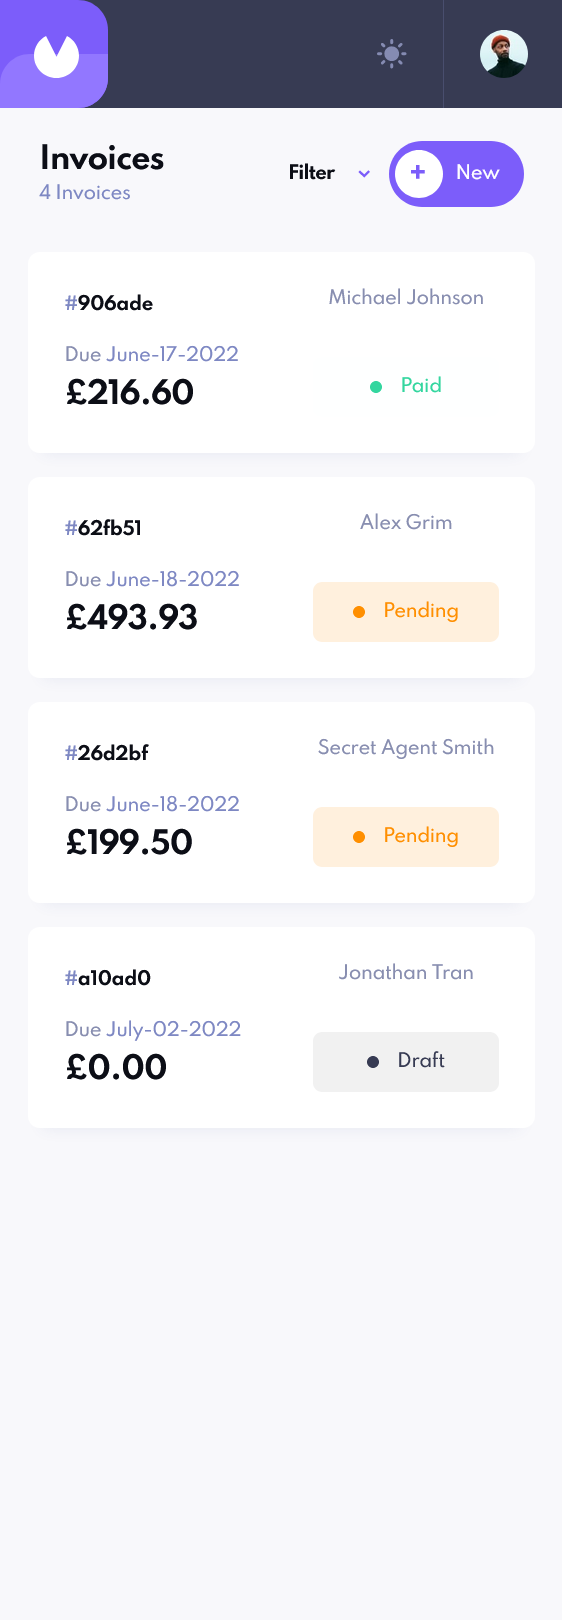 Invoices
4 Invoices
Filter
+ New
#906ade
Michael Johnson
Due June-17-2022
£216.60
Paid
#62fb51
Alex Grim
Due June-18-2022
£493.93
Pending
#26d2bf
Secret Agent Smith
Due June-18-2022
£199.50
Pending
#a10ad0
Jonathan Tran
Due July-02-2022
£0.00
Draft